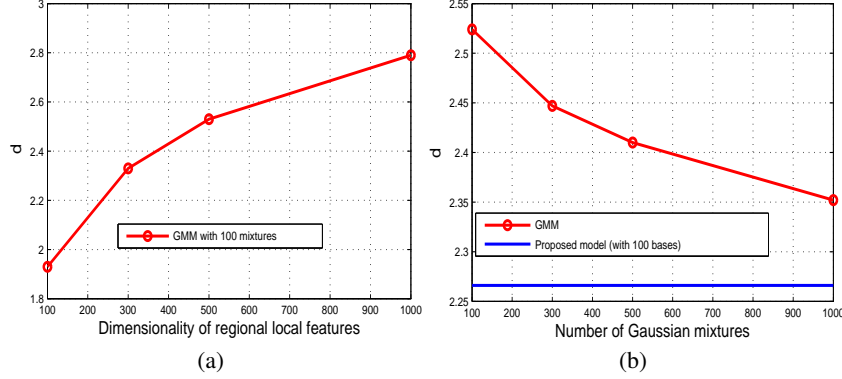 3
2.8
2.6
2.4
2.2
2
1.8
d
GMM with 100 mixtures
100 200 300 400 500 600 700 800 900 1000
Dimensionality of regional local features
(a)
2.55
2.5
2.45
2.4
2.35
2.3
2.25
d
GMM
Proposed model (with 100 bases)
100 200 300 400 500 600 700 800 900 1000
Number of Gaussian mixtures
(b)